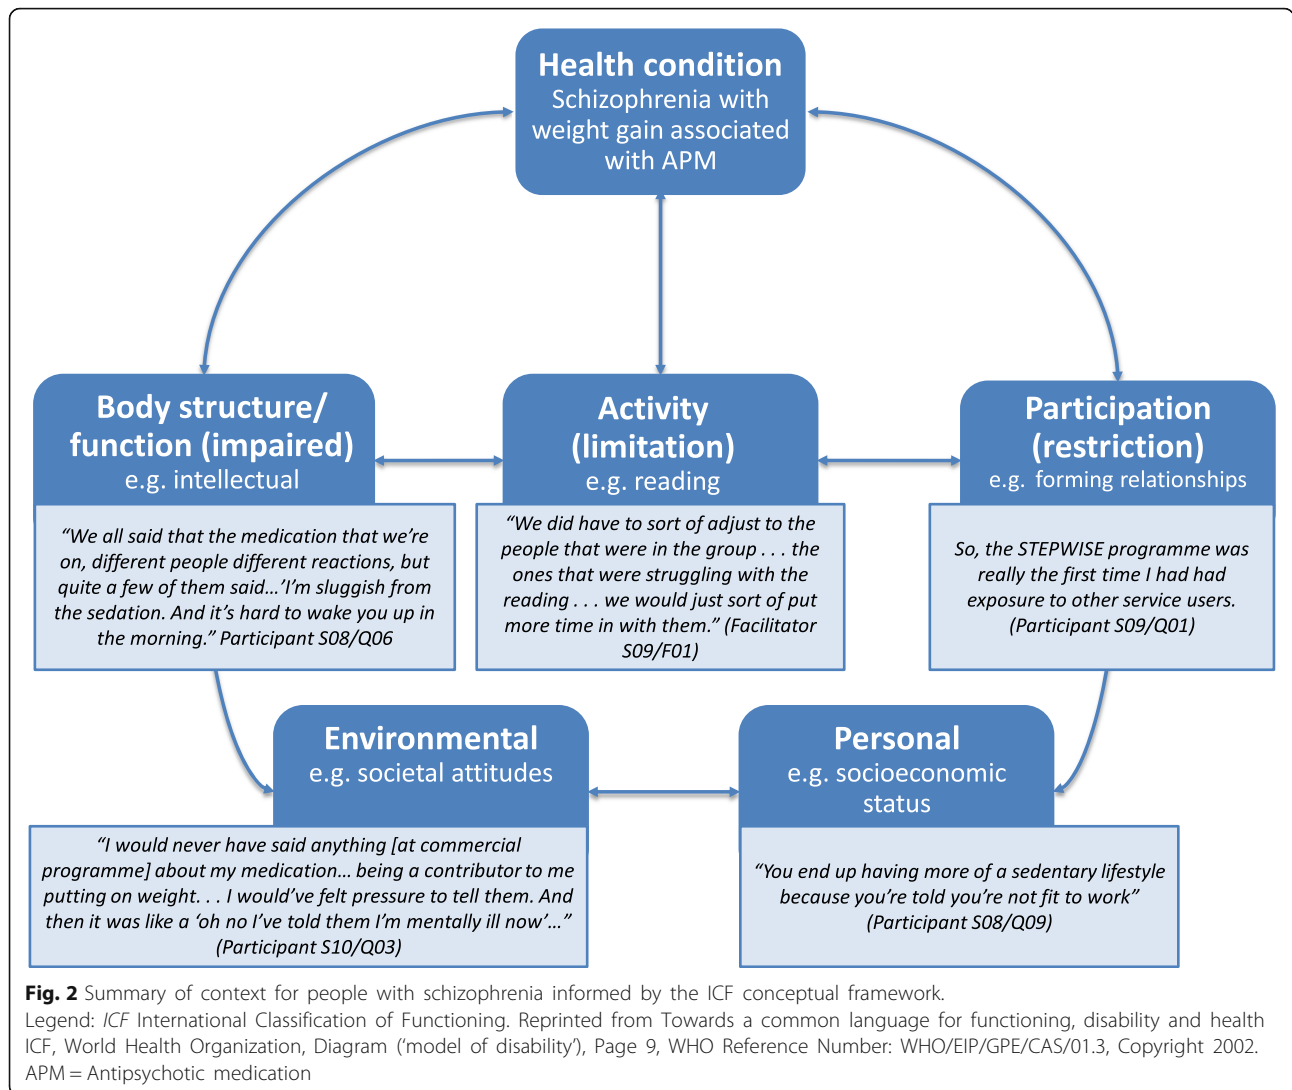 Health condition
Schizophrenia with
weight gain associated
with APM
Body structure/
function (impaired)
e.g. intellectual
“We all said that the medication that we’re
on, different people different reactions, but
quite a few of them said…’I’m sluggish from
the sedation. And it’s hard to wake you up in
the morning.” Participant S08/Q06
Activity
(limitation)
e.g. reading
“We did have to sort of adjust to the
people that were in the group . . . the
ones that were struggling with the
reading . . . we would just sort of put
more time in with them.” (Facilitator
S09/F01)
Participation
(restriction)
e.g. forming relationships
So, the STEPWISE programme was
really the first time I had had
exposure to other service users.
(Participant S09/Q01)
Environmental
e.g. societal attitudes
“I would never have said anything [at commercial
programme] about my medication… being a contributor to me
putting on weight. . . I would’ve felt pressure to tell them. And
then it was like a ‘oh no I’ve told them I’m mentally ill now’…”
(Participant S10/Q03)
Personal
e.g. socioeconomic
status
“You end up having more of a sedentary lifestyle
because you’re told you’re not fit to work”
(Participant S08/Q09)
Fig. 2 Summary of context for people with schizophrenia informed by the ICF conceptual framework.
Legend: ICF International Classification of Functioning. Reprinted from Towards a common language for functioning, disability and health
ICF, World Health Organization, Diagram (‘model of disability’), Page 9, WHO Reference Number: WHO/EIP/GPE/CAS/01.3, Copyright 2002.
APM = Antipsychotic medication